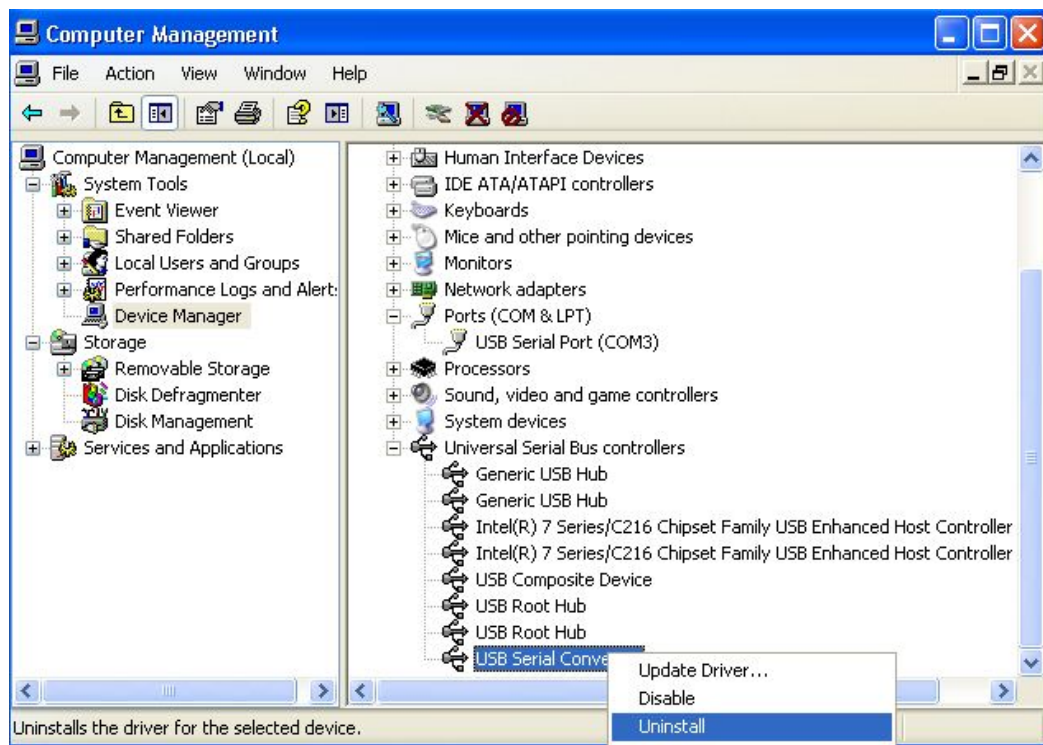 Computer Management
File Action View Window Help
Computer Management (Local)
System Tools
Event Viewer
Shared Folders
Local Users and Groups
Performance Logs and Alert
Device Manager
Storage
Removable Storage
Disk Defragmenter
Disk Management
Services and Applications
Human Interface Devices
IDE ATA/ATAPI controllers
Keyboards
Mice and other pointing devices
Monitors
Network adapters
Ports (COM & LPT)
USB Serial Port (COM3)
Processors
Sound, video and game controllers
System devices
Universal Serial Bus controllers
Generic USB Hub
Generic USB Hub
Intel(R) 7 Series/C216 Chipset Family USB Enhanced Host Controller
Intel(R) 7 Series/C216 Chipset Family USB Enhanced Host Controller
USB Composite Device
USB Root Hub
USB Root Hub
USB Serial Conve
Update Driver...
Disable
Uninstall
Uninstalls the driver for the selected device.